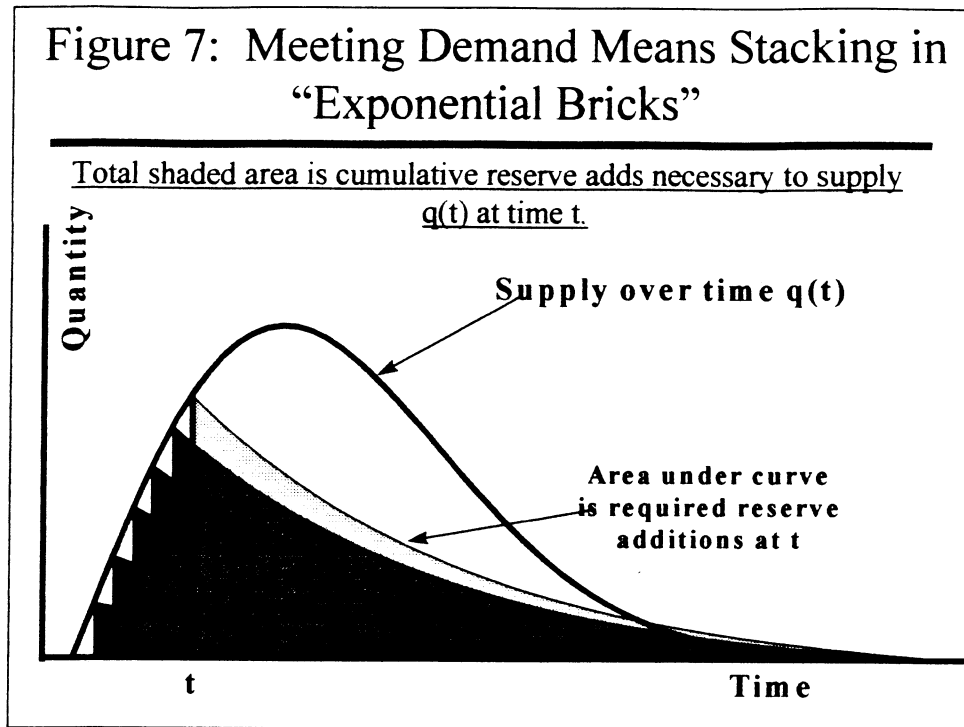 Figure 7: Meeting Demand Means Stacking in
“Exponential Bricks”
Total shaded area is cumulative reserve adds necessary to supply
q(t) at time t.
Quantity
Supply over time q(t)
Area under curve
is required reserve
additions at t
t
Time